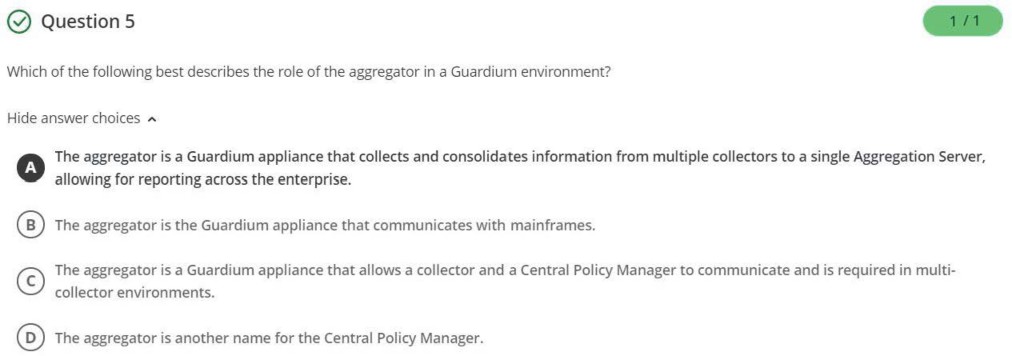 Question 5
1 / 1
Which of the following best describes the role of the aggregator in a Guardium environment?
Hide answer choices
A
The aggregator is a Guardium appliance that collects and consolidates information from multiple collectors to a single Aggregation Server,
allowing for reporting across the enterprise.
B
The aggregator is the Guardium appliance that communicates with mainframes.
C
The aggregator is a Guardium appliance that allows a collector and a Central Policy Manager to communicate and is required in multi-
collector environments.
D
The aggregator is another name for the Central Policy Manager.